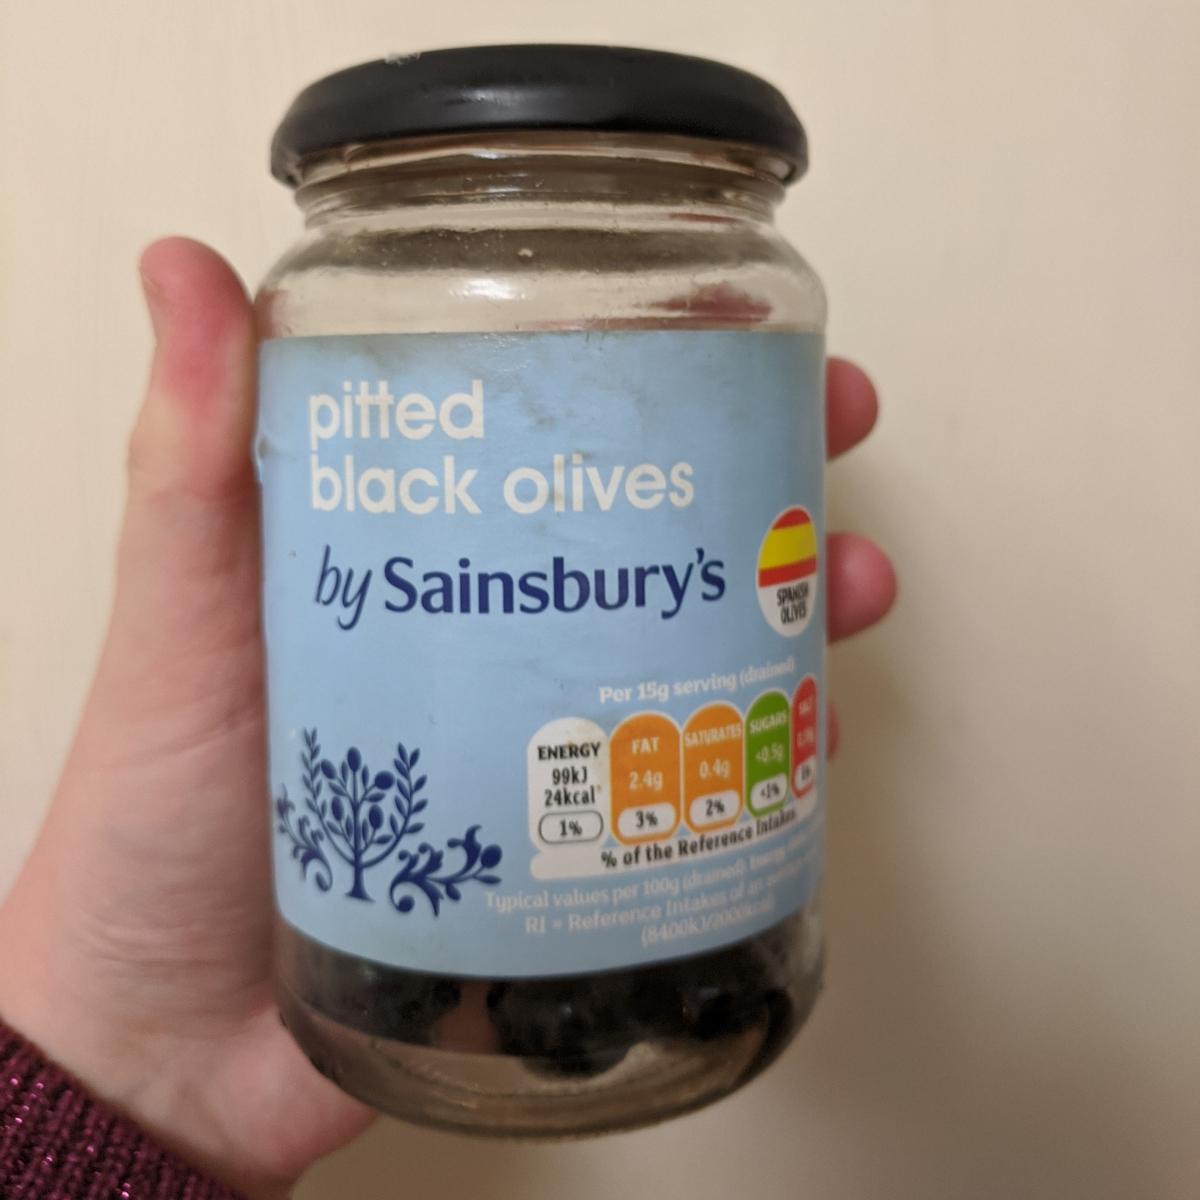 pitted
black olives
by Sainsbury's
SPANISH
OLIVES
Per 15g serving (drained)
ENERGY
99kJ
24kcal
1%
FAT
2.4g
3%
SATURATES
0.4g
2%
SUGARS
<0.5g
<1%
SALT
% of the Reference Intakes
Typical values per 100g (drained): Energy
RI = Reference Intakes of an
(8400kJ/2000kcal)